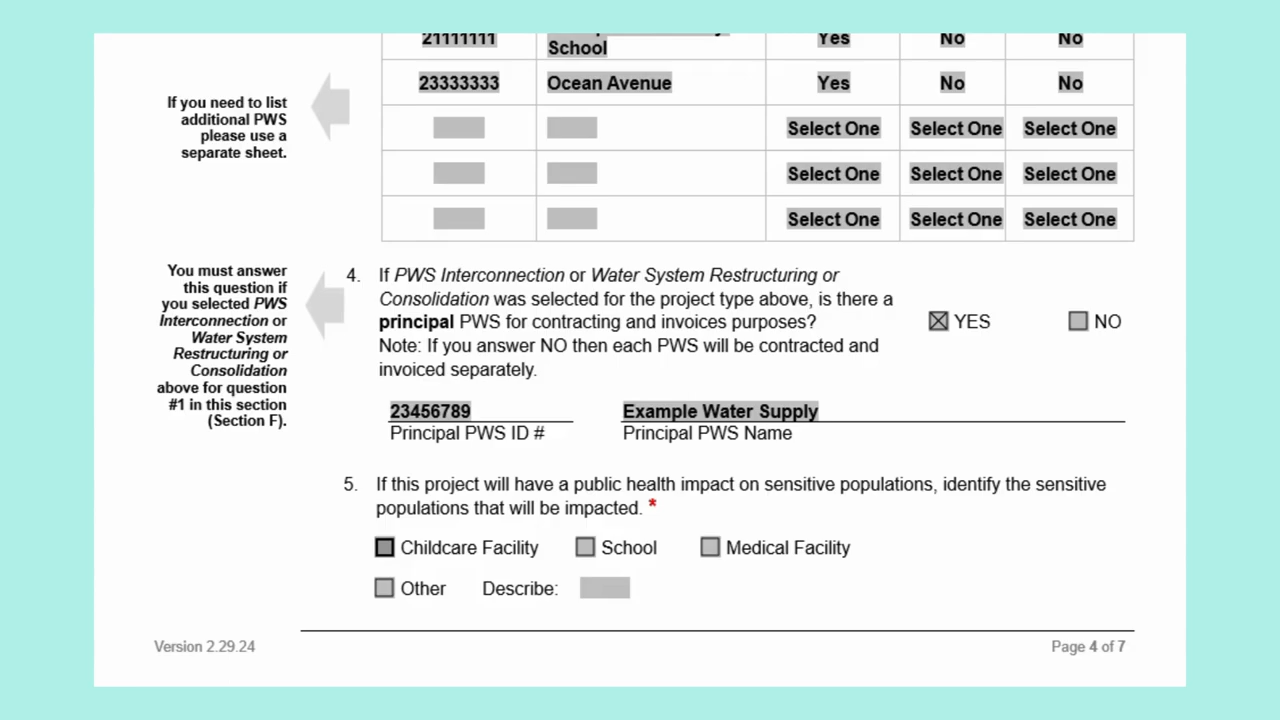 21111111 School Yes No No
23333333 Ocean Avenue Yes No No
If you need to list
additional PWS
please use a
separate sheet.
Select One Select One Select One
Select One Select One Select One
Select One Select One Select One
You must answer
this question if
you selected PWS
Interconnection or
Water System
Restructuring or
Consolidation
above for question
#1 in this section
(Section F).
4. If PWS Interconnection or Water System Restructuring or
Consolidation was selected for the project type above, is there a
principal PWS for contracting and invoices purposes? YES NO
Note: If you answer NO then each PWS will be contracted and
invoiced separately.
23456789 Example Water Supply
Principal PWS ID # Principal PWS Name
5. If this project will have a public health impact on sensitive populations, identify the sensitive
populations that will be impacted. *
Childcare Facility School Medical Facility
Other Describe:
Version 2.29.24 Page 4 of 7